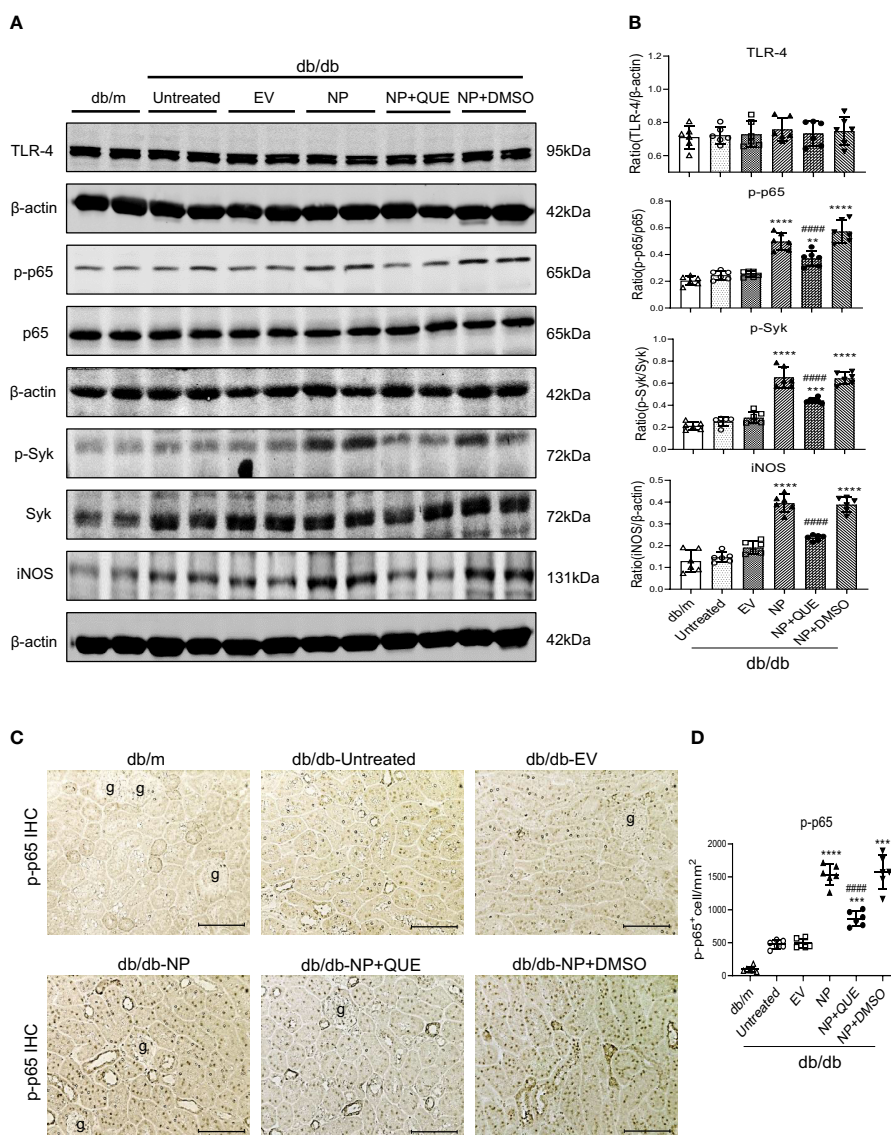 A
db/db
db/m Untreated EV NP NP+QUE NP+DMSO
TLR-4 95kDa
β-actin 42kDa
p-p65 65kDa
p65 65kDa
β-actin 42kDa
p-Syk 72kDa
Syk 72kDa
iNOS 131kDa
β-actin 42kDa
B
TLR-4
Ratio(TLR-4/β-actin)
1.2
1.0
0.8
0.6
p-p65
Ratio(p-p65/p65)
0.8
0.6
0.4
0.2
0.0
**** #### ** ****
p-Syk
Ratio(p-Syk/Syk)
1.0
0.8
0.6
0.4
0.2
0.0
**** #### *** ****
iNOS
Ratio(iNOS/β-actin)
0.5
0.4
0.3
0.2
0.1
0.0
**** #### ****
db/m Untreated EV NP NP+QUE NP+DMSO
db/db
C
db/m db/db-Untreated db/db-EV
p-p65 IHC
g g
g
g
db/db-NP db/db-NP+QUE db/db-NP+DMSO
p-p65 IHC
g
g
g
D
p-p65
p-p65+cell/mm²
2000
1500
1000
500
0
**** #### *** ***
db/m Untreated EV NP NP+QUE NP+DMSO
db/db